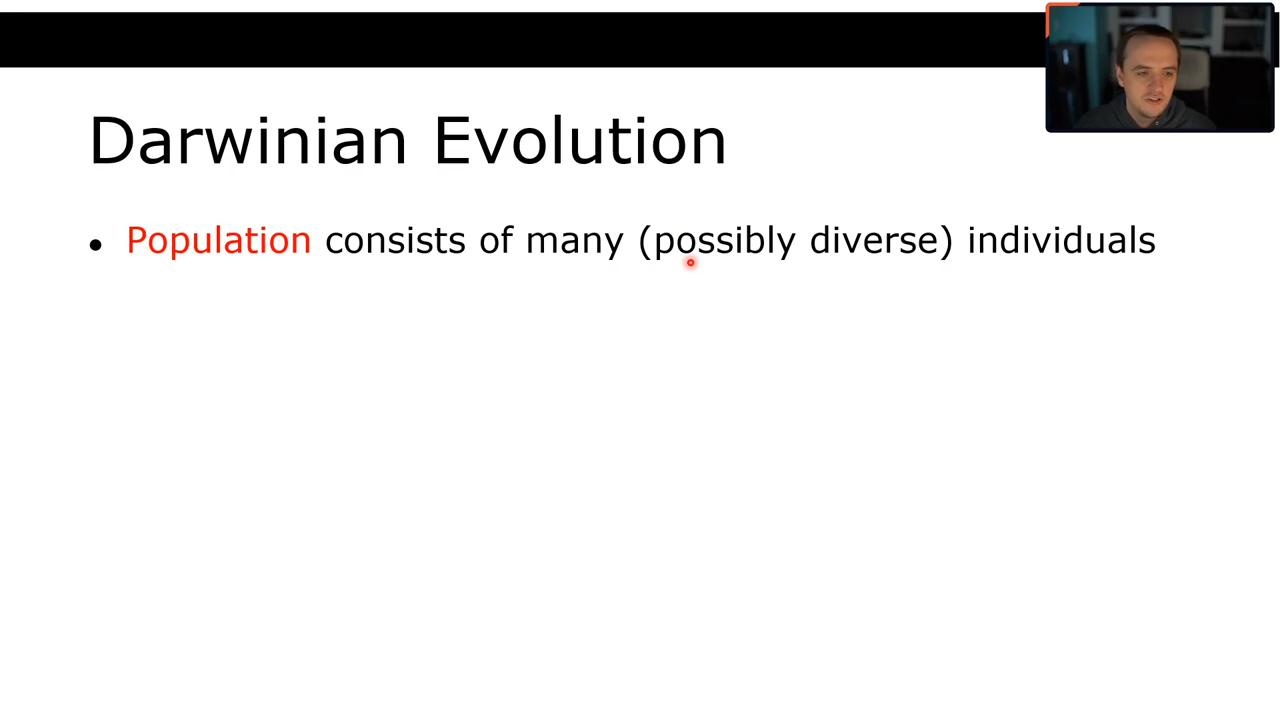 Darwinian Evolution
• Population consists of many (possibly diverse) individuals